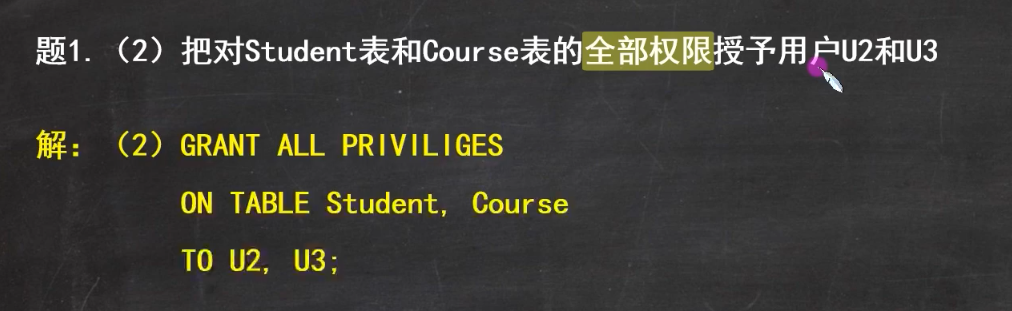 题1.（2）把对Student表和Course表的全部权限授予用户U2和U3
解：（2）GRANT ALL PRIVILIGES
ON TABLE Student, Course
TO U2, U3;